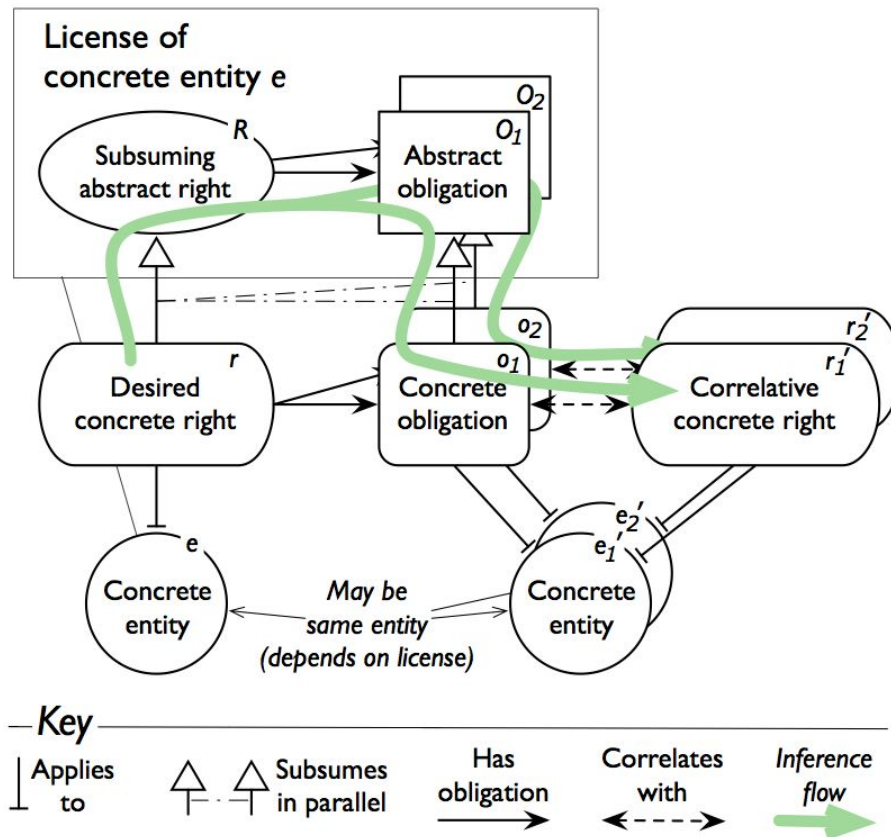 License of
concrete entity e
R
Subsuming
abstract right
O2
O1
Abstract
obligation
r
Desired
concrete right
o2
o1
Concrete
obligation
r2′
r1′
Correlative
concrete right
e
Concrete
entity
May be
same entity
(depends on license)
e2′
e1′
Concrete
entity
Key
Applies
to
Subsumes
in parallel
Has
obligation
Correlates
with
Inference
flow